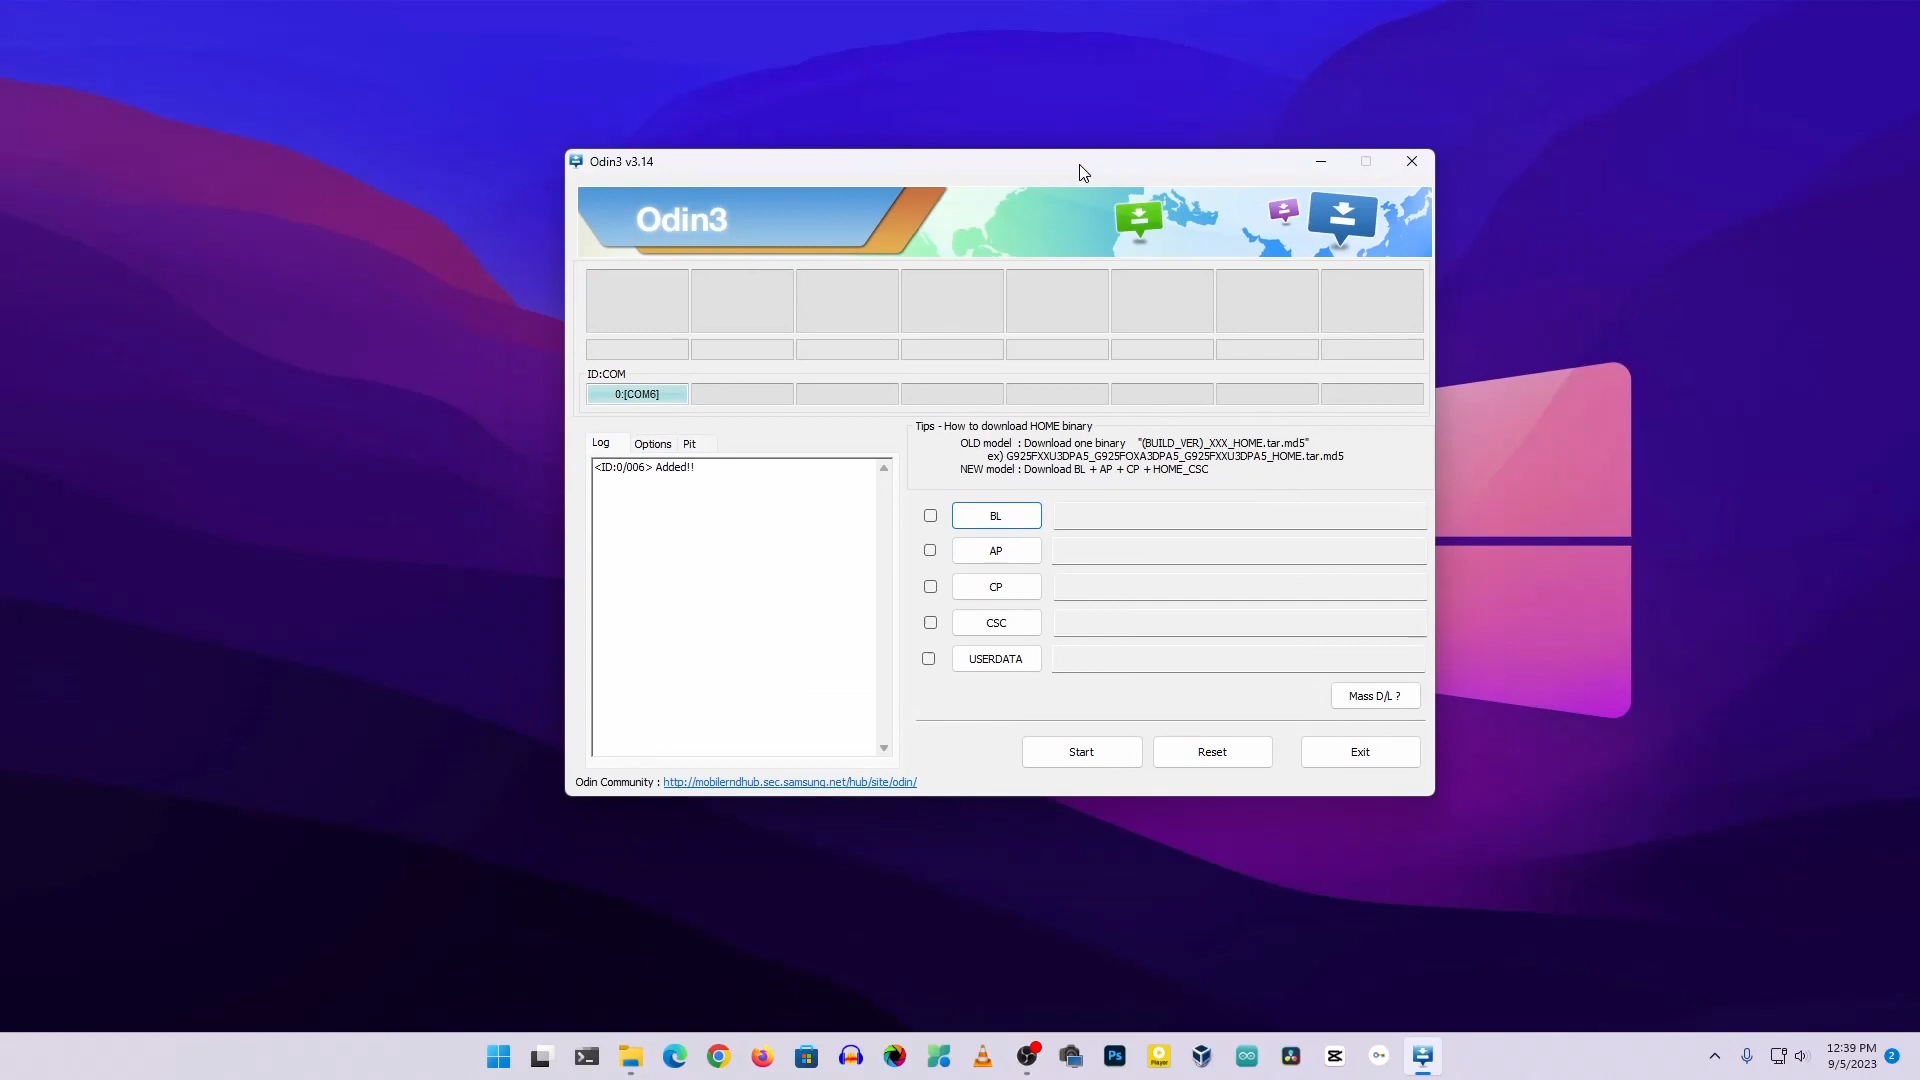 Odin3 v3.14
Odin3
ID:COM
0:[COM6]
Log
Options
Pit
<ID:0/006> Added!!
Tips - How to download HOME binary
OLD model : Download one binary "(BUILD_VER)_XXX_HOME.tar.md5"
ex) G925FXXU3DPA5_G925FOXA3DPA5_G925FXXU3DPA5_HOME.tar.md5
NEW model : Download BL + AP + CP + HOME_CSC
BL
AP
CP
CSC
USERDATA
Mass D/L ?
Start
Reset
Exit
Odin Community : http://mobilerndhub.sec.samsung.net/hub/site/odin/
Ps
Player
12:39 PM
9/5/2023
2